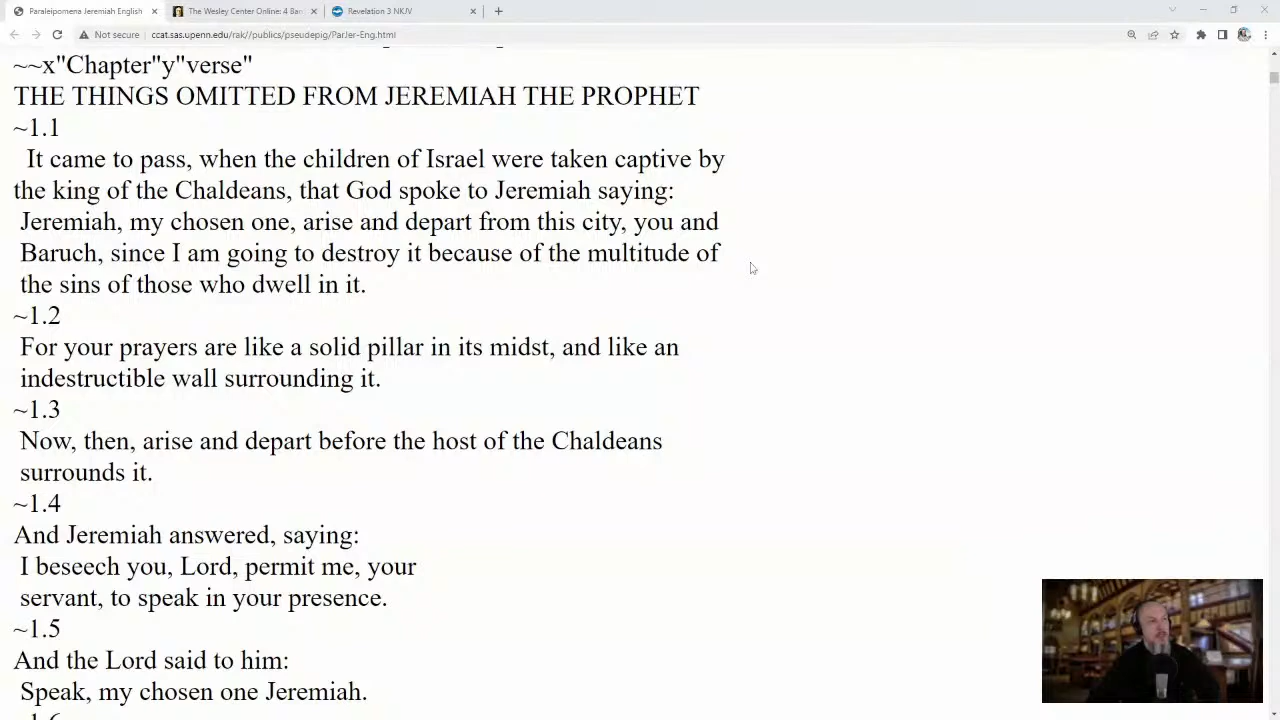 Paraleipomena Jeremiah English
The Wesley Center Online: 4 Bar
Revelation 3 NKJV
Not secure
ccat.sas.upenn.edu/rak//publics/pseudepig/ParJer-Eng.html
~~x"Chapter"y"verse"
THE THINGS OMITTED FROM JEREMIAH THE PROPHET
~1.1
It came to pass, when the children of Israel were taken captive by
the king of the Chaldeans, that God spoke to Jeremiah saying:
Jeremiah, my chosen one, arise and depart from this city, you and
Baruch, since I am going to destroy it because of the multitude of
the sins of those who dwell in it.
~1.2
For your prayers are like a solid pillar in its midst, and like an
indestructible wall surrounding it.
~1.3
Now, then, arise and depart before the host of the Chaldeans
surrounds it.
~1.4
And Jeremiah answered, saying:
I beseech you, Lord, permit me, your
servant, to speak in your presence.
~1.5
And the Lord said to him:
Speak, my chosen one Jeremiah.
~1.6